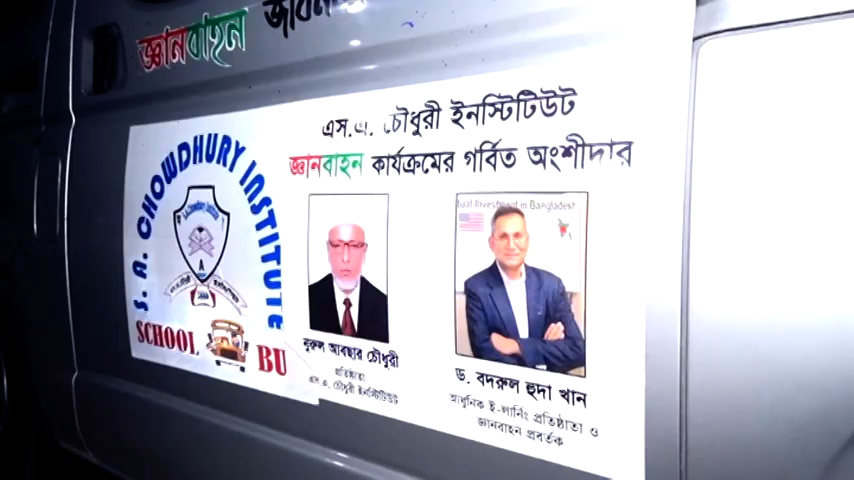 জ্ঞানবাহন
এস.এ. চৌধুরী ইনস্টিটিউট
জ্ঞানবাহন কার্যক্রমের গর্বিত অংশীদার
S. A. CHOWDHURY INSTITUTE
SCHOOL BU
নুরুল আবছার চৌধুরী
প্রতিষ্ঠাতা
এস.এ. চৌধুরী ইনস্টিটিউট
Investment in Bangladesh
ড. বদরুল হুদা খান
আধুনিক ই-লার্নিং প্রতিষ্ঠাতা ও
জ্ঞানবাহন প্রবর্তক